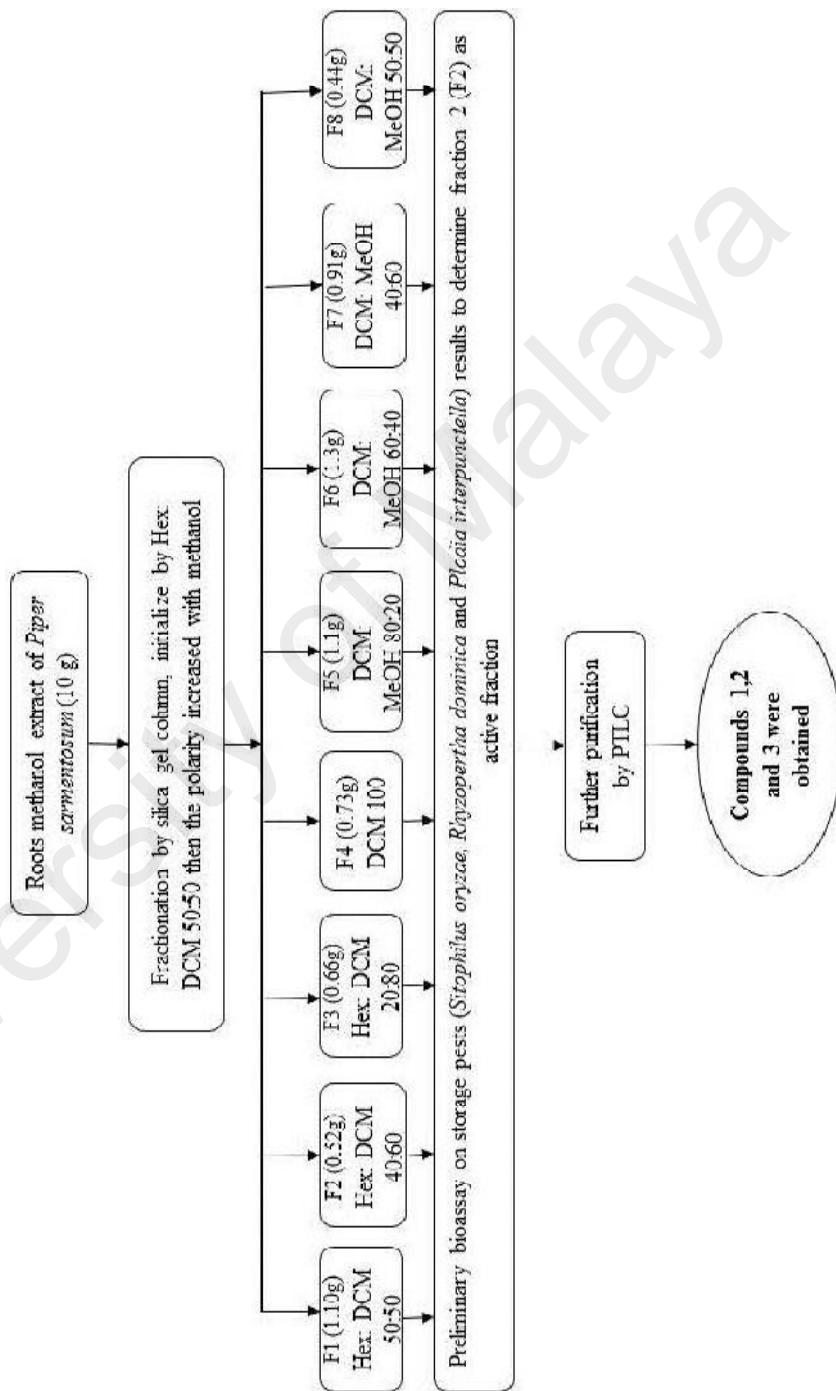 Roots methanol extract of Piper
sarmentosum (10 g)
Fractionation by silica gel column, initialize by Hex:
DCM 50:50 then the polarity increased with methanol
F1 (1.10g)
Hex: DCM
50:50
F2 (0.52g)
Hex: DCM
40:60
F3 (0.66g)
Hex: DCM
20:80
F4 (0.73g)
DCM 100
F5 (1.1g)
DCM:
MeOH 80:20
F6 (1.3g)
DCM:
MeOH 60:40
F7 (0.91g)
DCM: MeOH
40:60
F8 (0.44g)
DCM:
MeOH 50:50
Preliminary bioassay on storage pests (Sitophilus oryzae, Rhyzopertha dominica and Plodia interpunctella) results to determine fraction 2 (F2) as
active fraction
Further purification
by PTLC
Compounds 1,2
and 3 were
obtained
University of Malaya